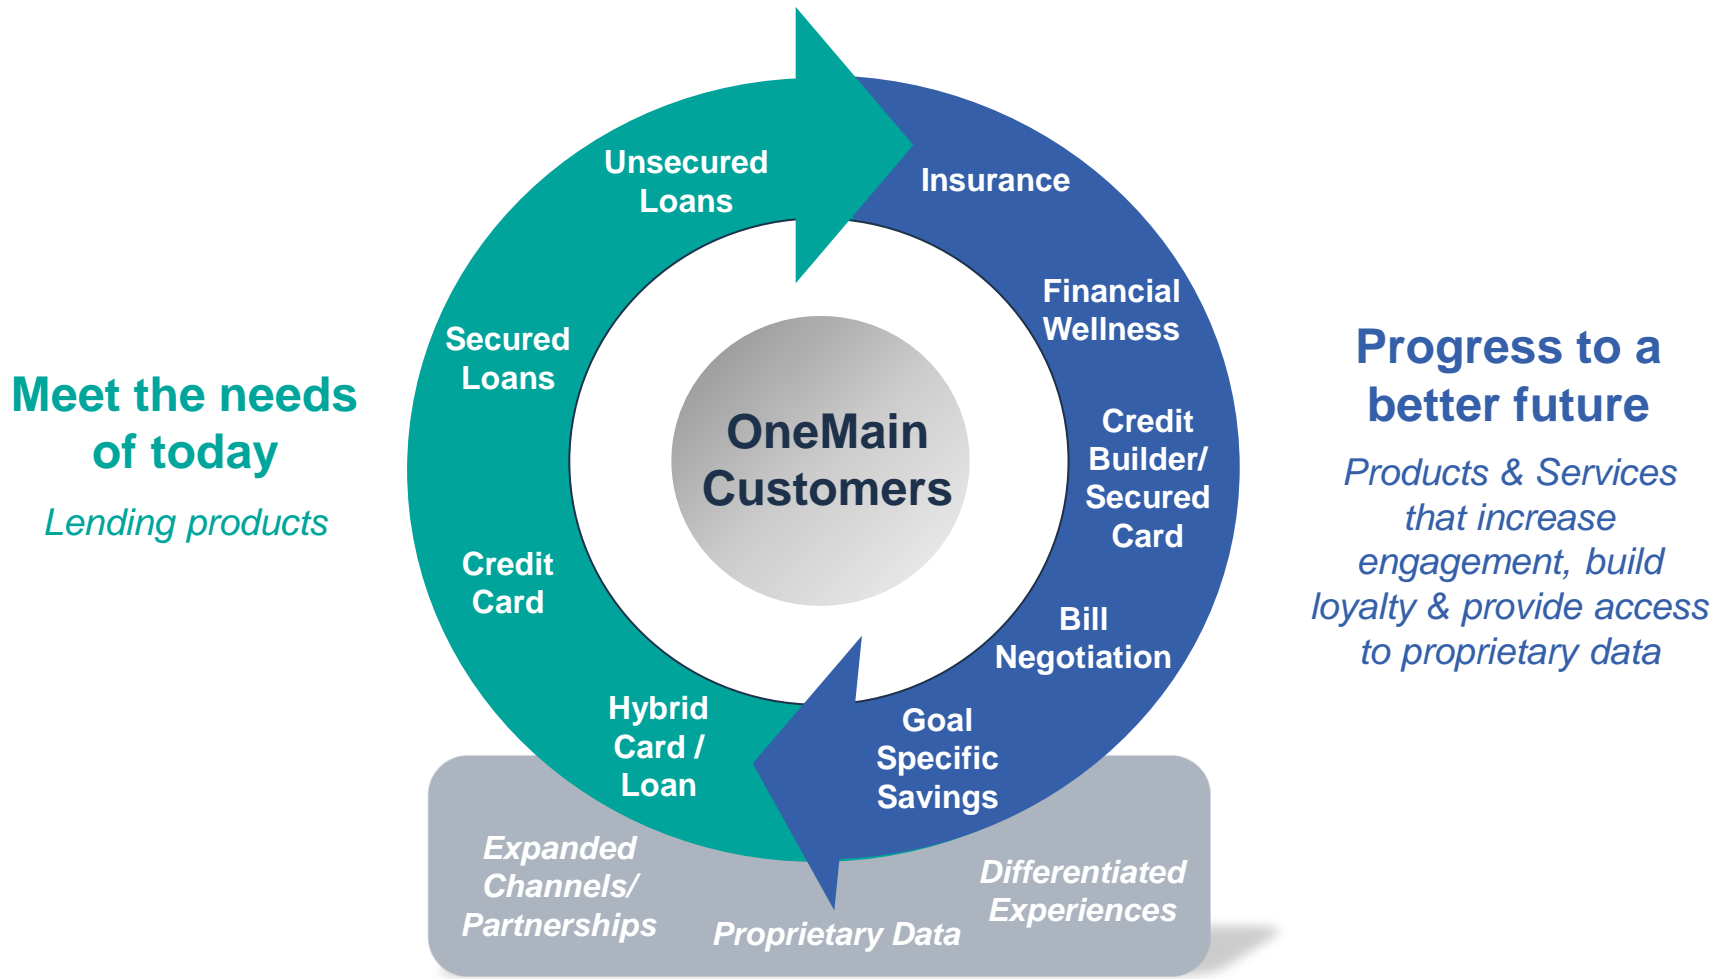 Meet the needs
of today
Lending products
Unsecured
Loans
Secured
Loans
Credit
Card
Hybrid
Card /
Loan
OneMain
Customers
Insurance
Financial
Wellness
Credit
Builder/
Secured
Card
Bill
Negotiation
Goal
Specific
Savings
Progress to a
better future
Products & Services
that increase
engagement, build
loyalty & provide access
to proprietary data
Expanded
Channels/
Partnerships
Proprietary Data
Differentiated
Experiences